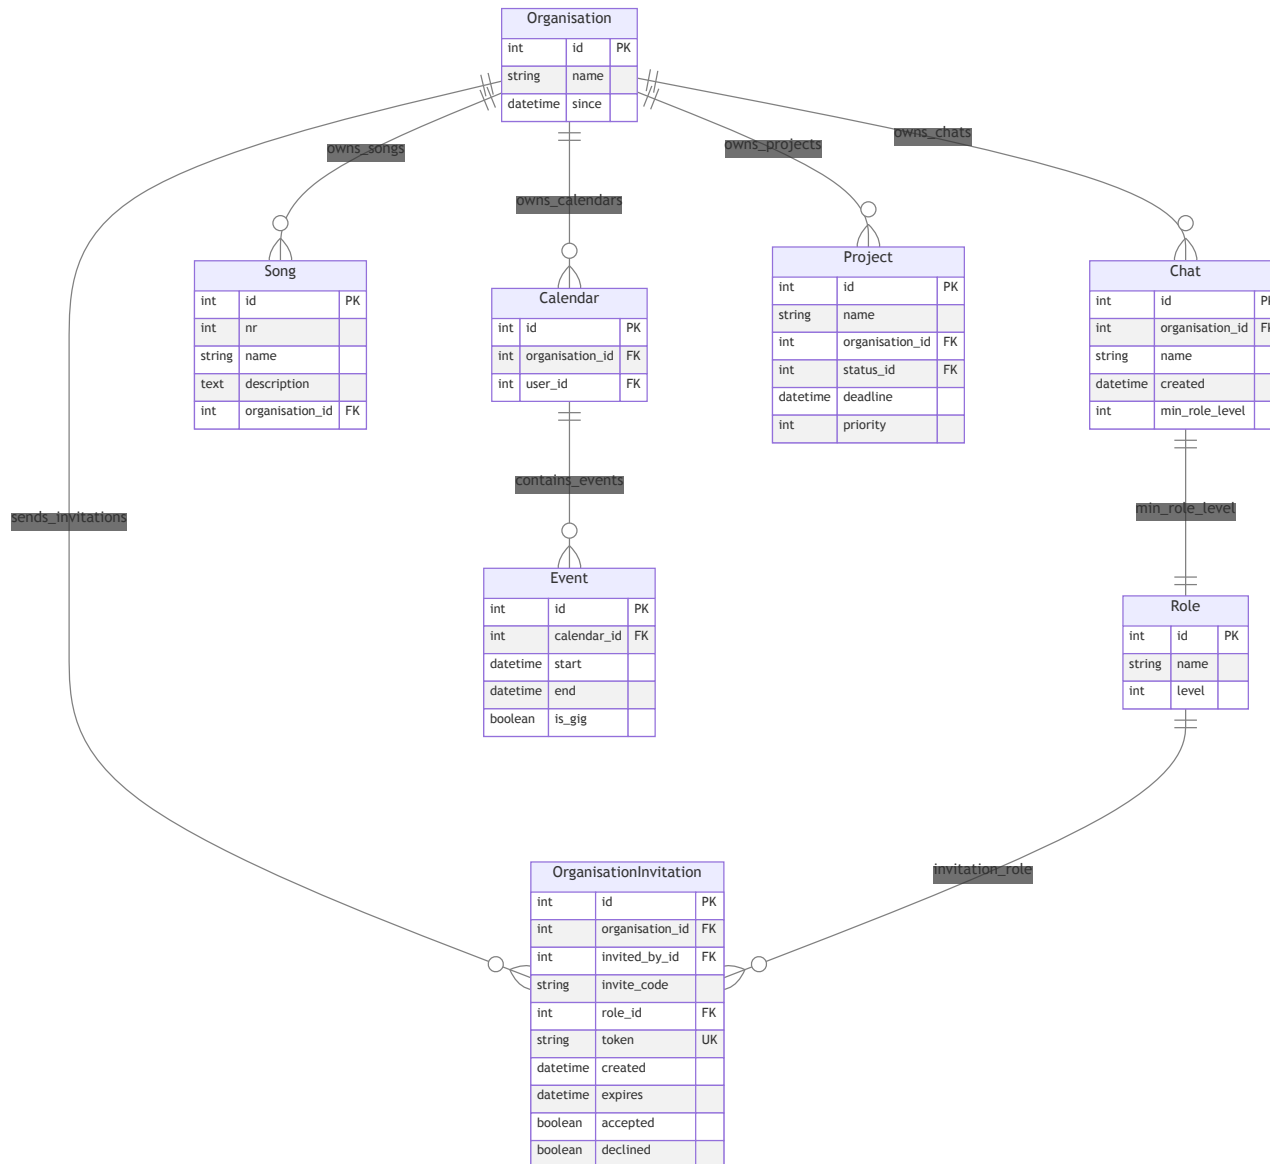 Organisation
int id PK
string name
datetime since
owns_songs
owns_calendars
owns_projects
owns_chats
Song
int id PK
int nr
string name
text description
int organisation_id FK
Calendar
int id PK
int organisation_id FK
int user_id FK
Project
int id PK
string name
int organisation_id FK
int status_id FK
datetime deadline
int priority
Chat
int id PK
int organisation_id FK
string name
datetime created
int min_role_level
sends_invitations
contains_events
min_role_level
Event
int id PK
int calendar_id FK
datetime start
datetime end
boolean is_gig
Role
int id PK
string name
int level
invitation_role
OrganisationInvitation
int id PK
int organisation_id FK
int invited_by_id FK
string invite_code
int role_id FK
string token UK
datetime created
datetime expires
boolean accepted
boolean declined